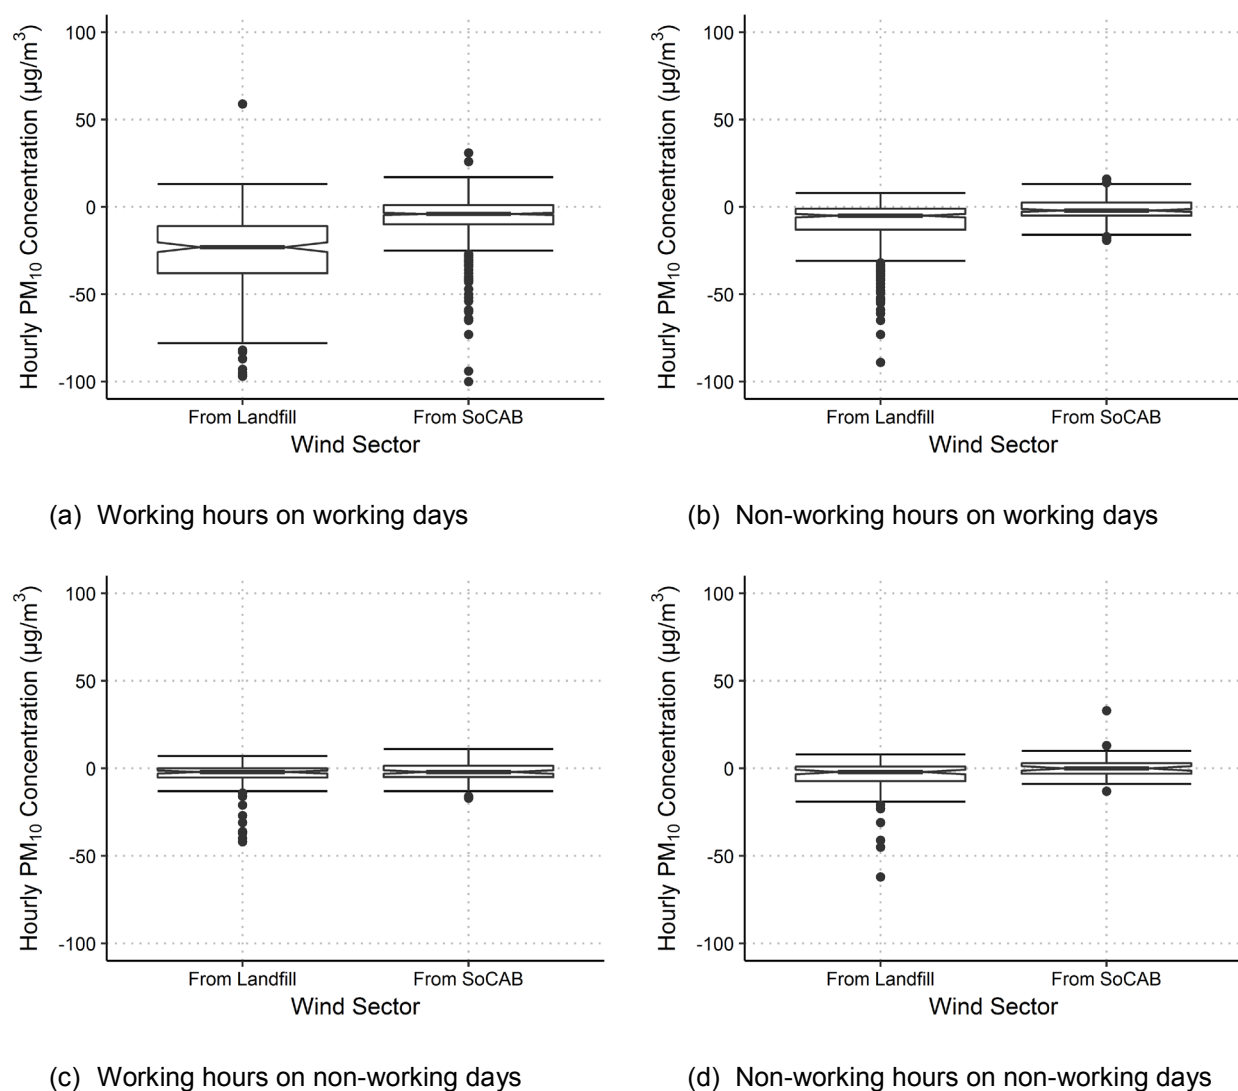 Hourly PM₁₀ Concentration (µg/m³)
100
50
0
-50
-100
From Landfill
From SoCAB
Wind Sector
(a) Working hours on working days
Hourly PM₁₀ Concentration (µg/m³)
100
50
0
-50
-100
From Landfill
From SoCAB
Wind Sector
(b) Non-working hours on working days
Hourly PM₁₀ Concentration (µg/m³)
100
50
0
-50
-100
From Landfill
From SoCAB
Wind Sector
(c) Working hours on non-working days
Hourly PM₁₀ Concentration (µg/m³)
100
50
0
-50
-100
From Landfill
From SoCAB
Wind Sector
(d) Non-working hours on non-working days